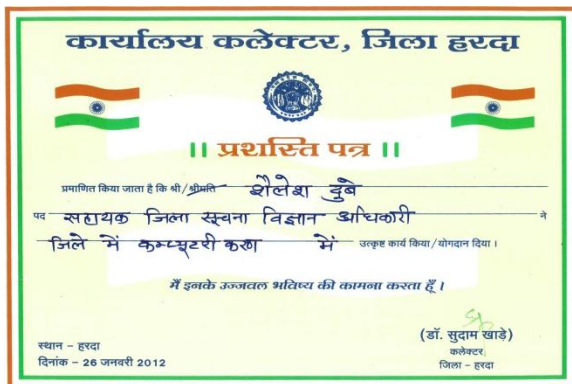 कार्यालय कलेक्टर, जिला हरदा
|| प्रशस्ति पत्र ||
प्रमाणित किया जाता है कि श्री/श्रीमति शैलेश दुबे
पद सहायक जिला सूचना विज्ञान अधिकारी ने
जिले में कम्प्यूटरीकरण में उत्कृष्ट कार्य किया/योगदान दिया।
मैं इनके उज्जवल भविष्य की कामना करता हूँ।
(डॉ. सुदाम खाड़े)
कलेक्टर,
जिला - हरदा
स्थान - हरदा
दिनांक - 26 जनवरी 2012